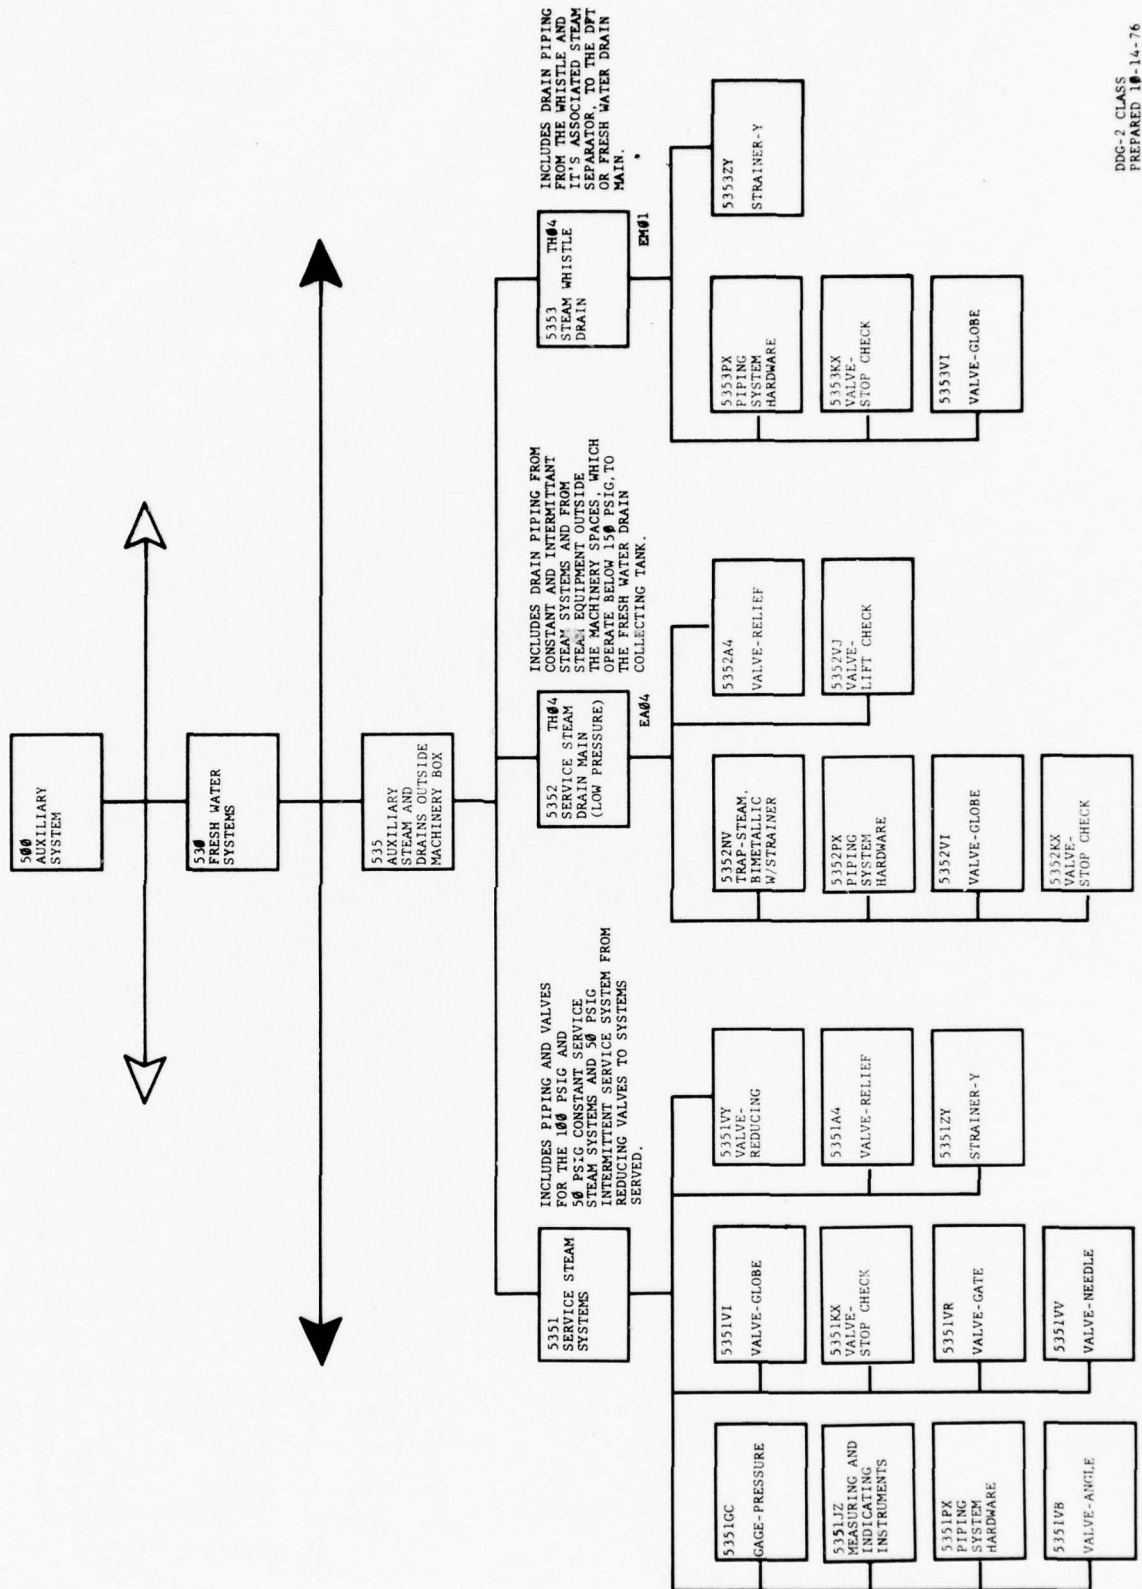 500
AUXILIARY
SYSTEM
530
FRESH WATER
SYSTEMS
535
AUXILIARY
STEAM AND
DRAINS OUTSIDE
MACHINERY BOX
5351
SERVICE STEAM
SYSTEMS
INCLUDES PIPING AND VALVES
FOR THE 100 PSIG AND
50 PSIG CONSTANT SERVICE
STEAM SYSTEMS AND 50 PSIG
INTERMITTENT SERVICE SYSTEM FROM
REDUCING VALVES TO SYSTEMS
SERVED.
5351GC
GAGE-PRESSURE
5351JZ
MEASURING AND
INDICATING
INSTRUMENTS
5351PX
PIPING
SYSTEM
HARDWARE
5351VB
VALVE-ANGLE
5351VI
VALVE-GLOBE
5351KX
VALVE-
STOP CHECK
5351VR
VALVE-GATE
5351VV
VALVE-NEEDLE
5351VY
VALVE-
REDUCING
5351A4
VALVE-RELIEF
5351ZY
STRAINER-Y
5352 TH04
SERVICE STEAM
DRAIN MAIN
(LOW PRESSURE)
EA04
INCLUDES DRAIN PIPING FROM
CONSTANT AND INTERMITTANT
STEAM SYSTEMS AND FROM
STEAM EQUIPMENT OUTSIDE
THE MACHINERY SPACES, WHICH
OPERATE BELOW 150 PSIG, TO
THE FRESH WATER DRAIN
COLLECTING TANK.
5352NV
TRAP-STEAM,
BIMETALLIC
W/STRAINER
5352PX
PIPING
SYSTEM
HARDWARE
5352VI
VALVE-GLOBE
5352KX
VALVE-
STOP CHECK
5352A4
VALVE-RELIEF
5352VJ
VALVE-
LIFT CHECK
5353 TH04
STEAM WHISTLE
DRAIN
EM01
INCLUDES DRAIN PIPING
FROM THE WHISTLE AND
IT'S ASSOCIATED STEAM
SEPARATOR, TO THE DFT
OR FRESH WATER DRAIN
MAIN.
5353PX
PIPING
SYSTEM
HARDWARE
5353KX
VALVE-
STOP CHECK
5353VI
VALVE-GLOBE
5353ZY
STRAINER-Y
DDG-2 CLASS
PREPARED 10-14-76